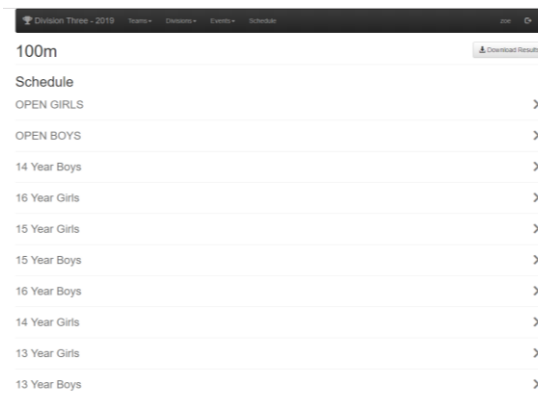 Division Three - 2019 Teams Divisions Events Schedule zoe
100m
Download Results
Schedule
OPEN GIRLS
OPEN BOYS
14 Year Boys
16 Year Girls
15 Year Girls
15 Year Boys
16 Year Boys
14 Year Girls
13 Year Girls
13 Year Boys